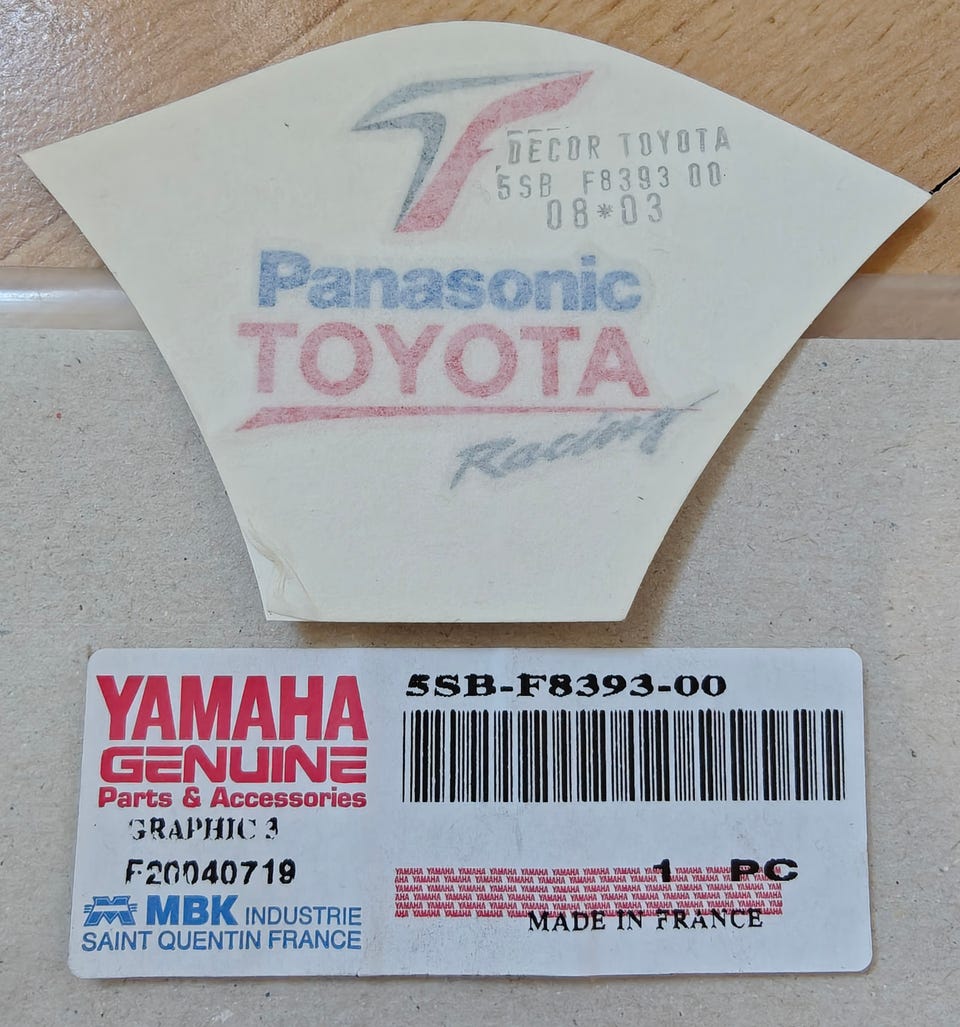 TF
DECOR TOYOTA
5SB F8393 00
08*03
Panasonic
TOYOTA
Racing
YAMAHA
GENUINE
Parts & Accessories
GRAPHIC 3
F20040719
MBK INDUSTRIE
SAINT QUENTIN FRANCE
5SB-F8393-00
1 PC
MADE IN FRANCE